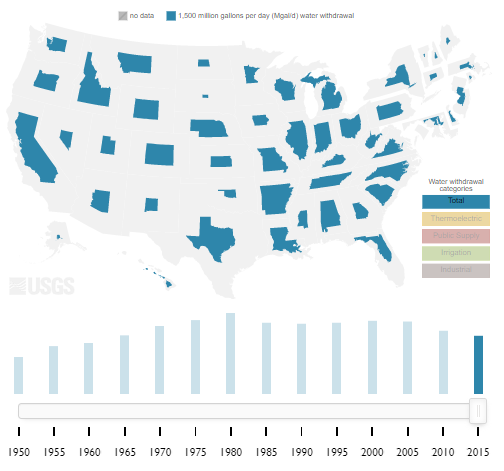 no data
1,500 million gallons per day (Mgal/d) water withdrawal
Water withdrawal
categories
Total
Thermoelectric
Public Supply
Irrigation
Industrial
USGS
1950 1955 1960 1965 1970 1975 1980 1985 1990 1995 2000 2005 2010 2015